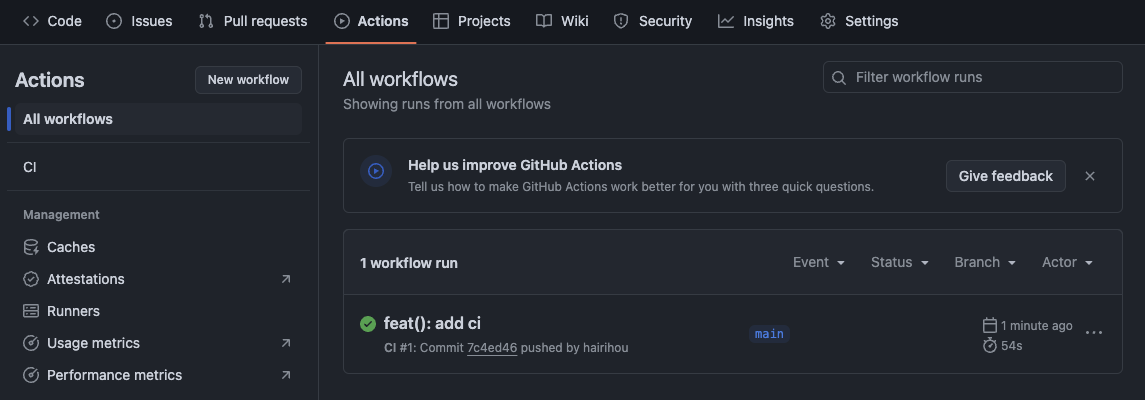 Code Issues Pull requests Actions Projects Wiki Security Insights Settings
Actions
New workflow
All workflows
CI
Management
Caches
Attestations
Runners
Usage metrics
Performance metrics
All workflows
Showing runs from all workflows
Filter workflow runs
Help us improve GitHub Actions
Tell us how to make GitHub Actions work better for you with three quick questions.
Give feedback
1 workflow run
Event Status Branch Actor
feat(): add ci
CI #1: Commit 7c4ed46 pushed by hairihou
main
1 minute ago
54s